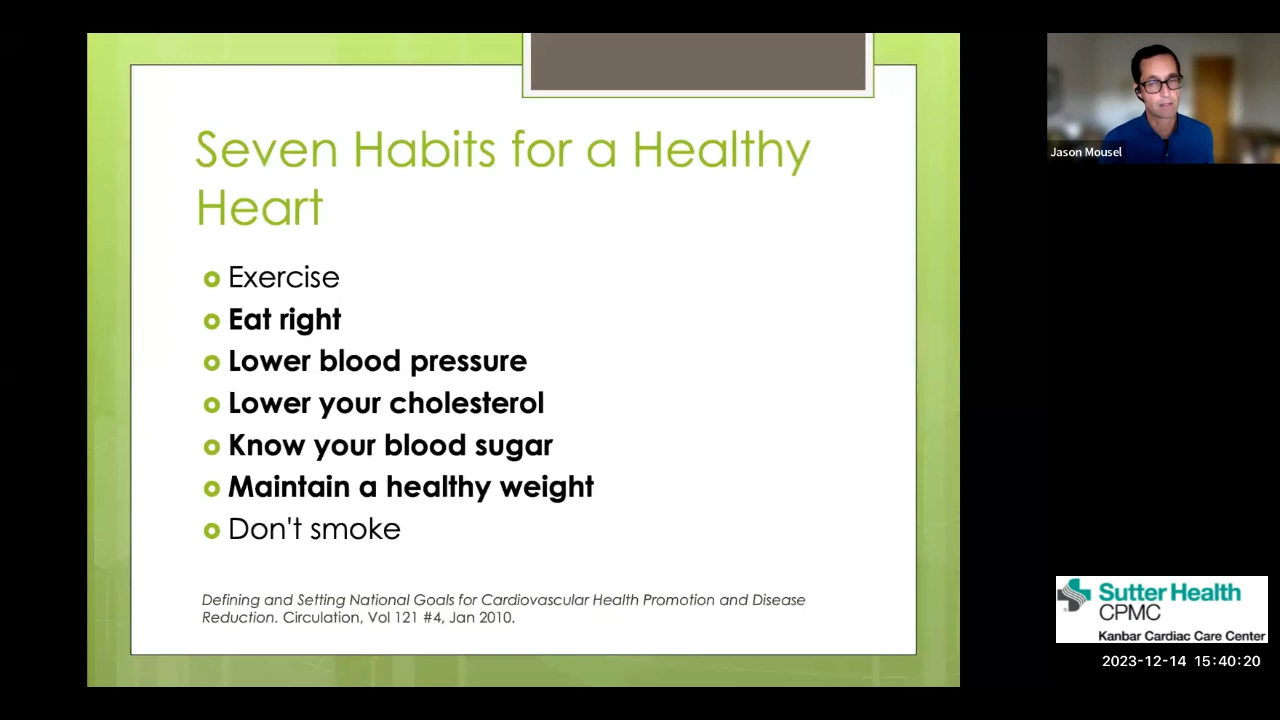 Seven Habits for a Healthy
Heart
Exercise
Eat right
Lower blood pressure
Lower your cholesterol
Know your blood sugar
Maintain a healthy weight
Don't smoke
Defining and Setting National Goals for Cardiovascular Health Promotion and Disease
Reduction. Circulation, Vol 121 #4, Jan 2010.
Jason Mousel
Sutter Health
CPMC
Kanbar Cardiac Care Center
2023-12-14 15:40:20